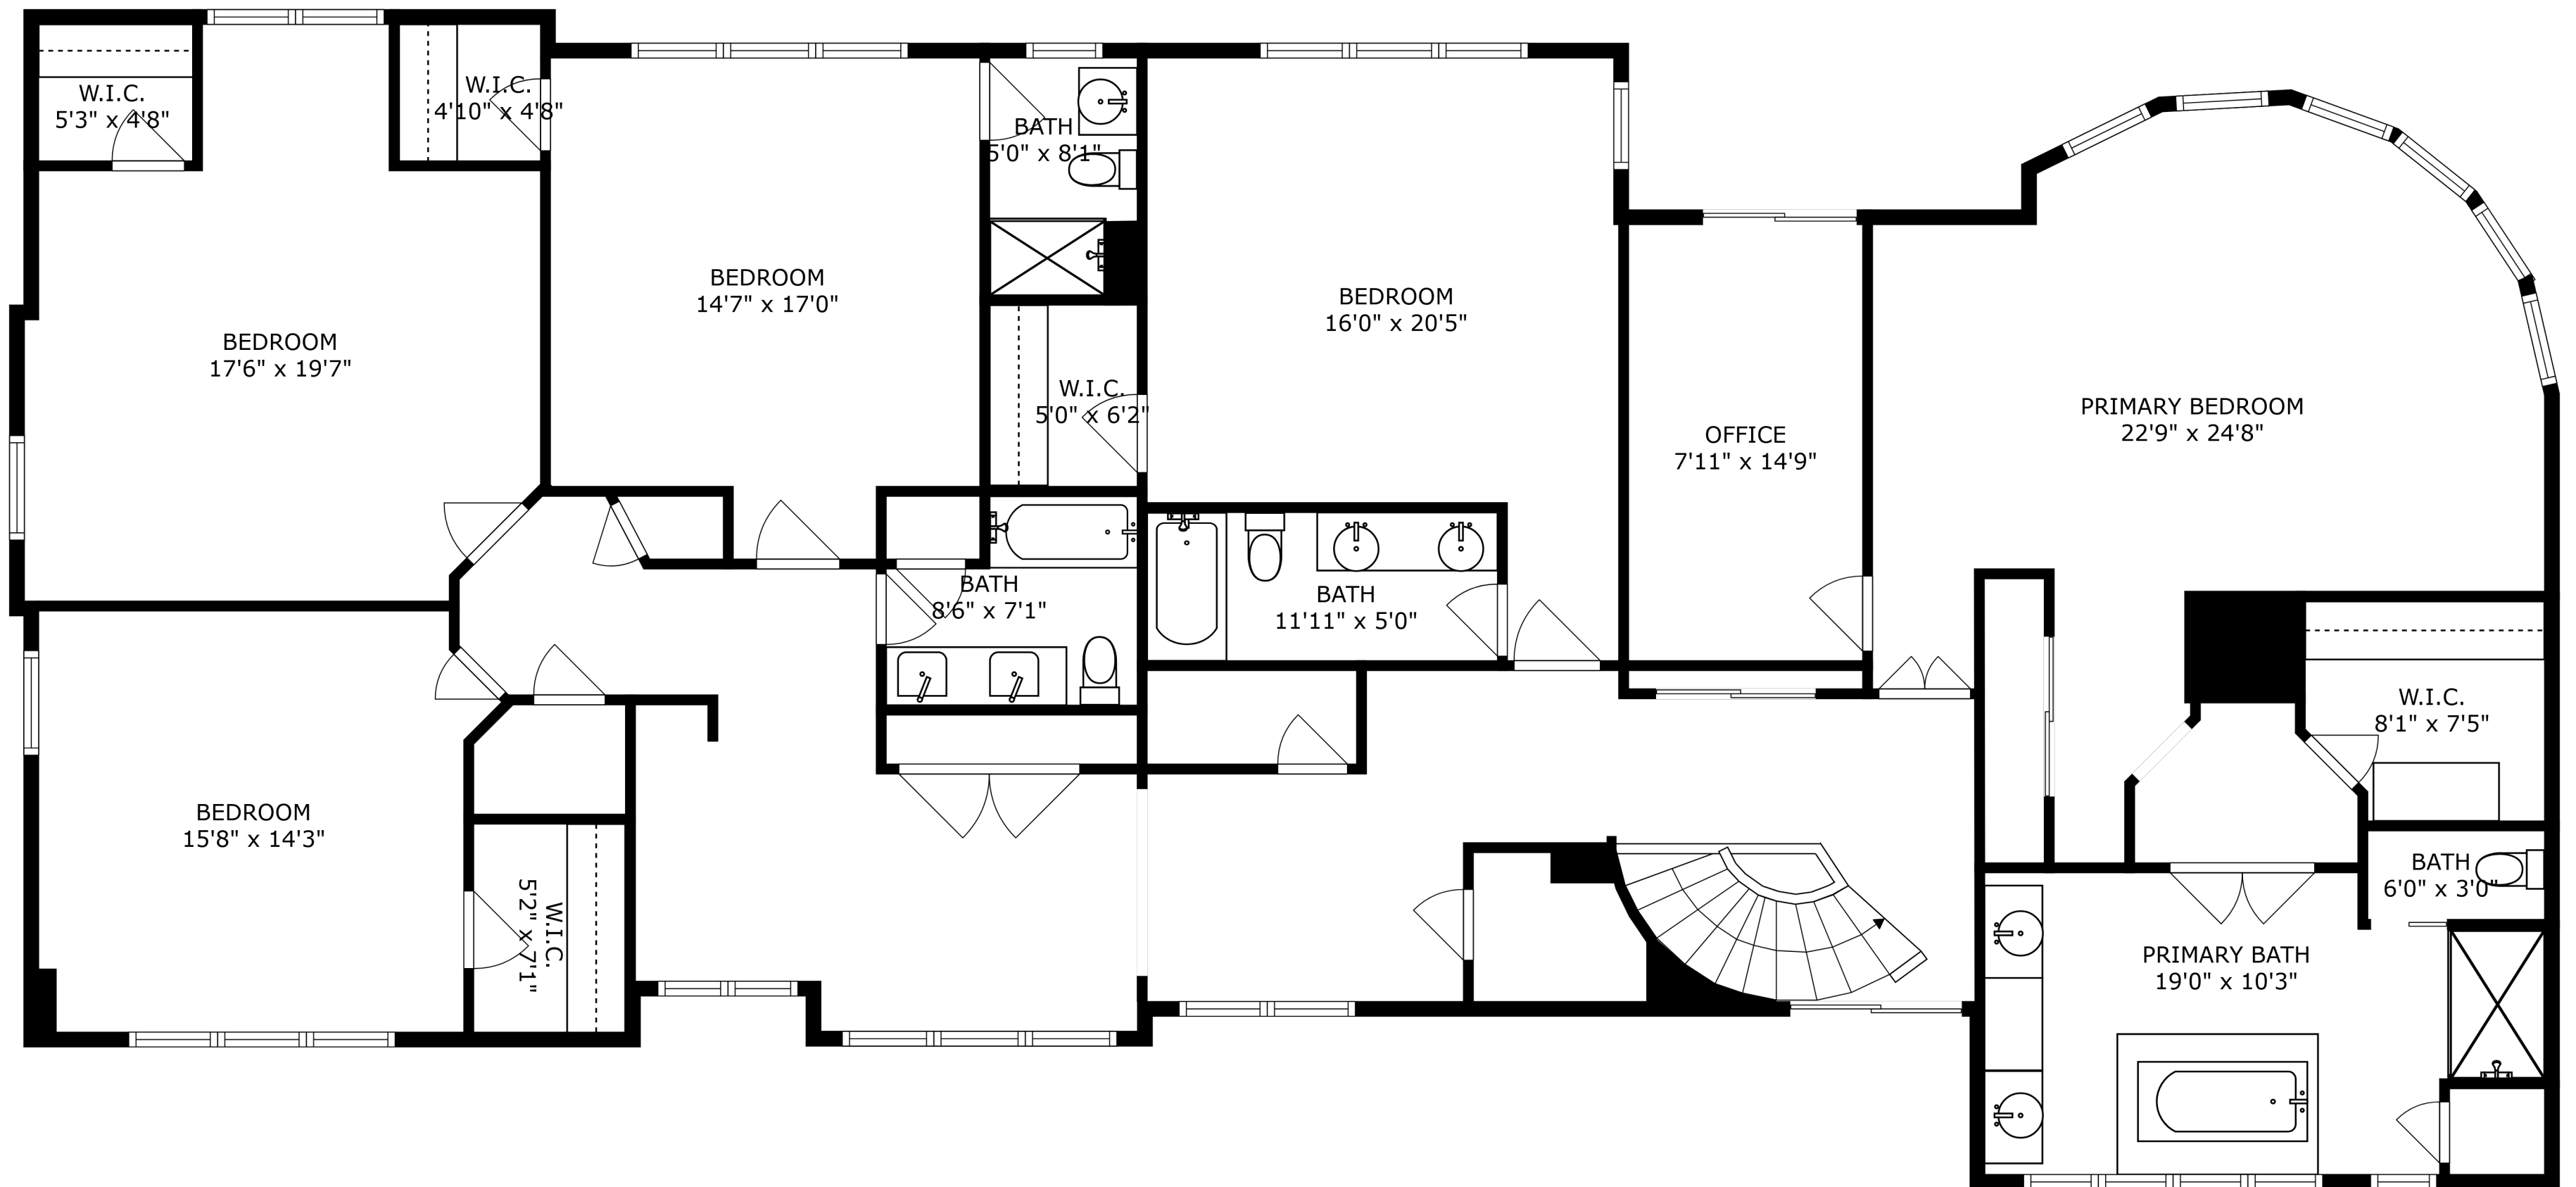 W.I.C.
5'3" x 4'8"
W.I.C.
4'10" x 4'8"
BATH
5'0" x 8'1"
BEDROOM
14'7" x 17'0"
BEDROOM
16'0" x 20'5"
BEDROOM
17'6" x 19'7"
W.I.C.
5'0" x 6'2"
OFFICE
7'11" x 14'9"
PRIMARY BEDROOM
22'9" x 24'8"
BATH
8'6" x 7'1"
BATH
11'11" x 5'0"
W.I.C.
8'1" x 7'5"
BEDROOM
15'8" x 14'3"
W.I.C.
5'2" x 7'1"
BATH
6'0" x 3'0"
PRIMARY BATH
19'0" x 10'3"